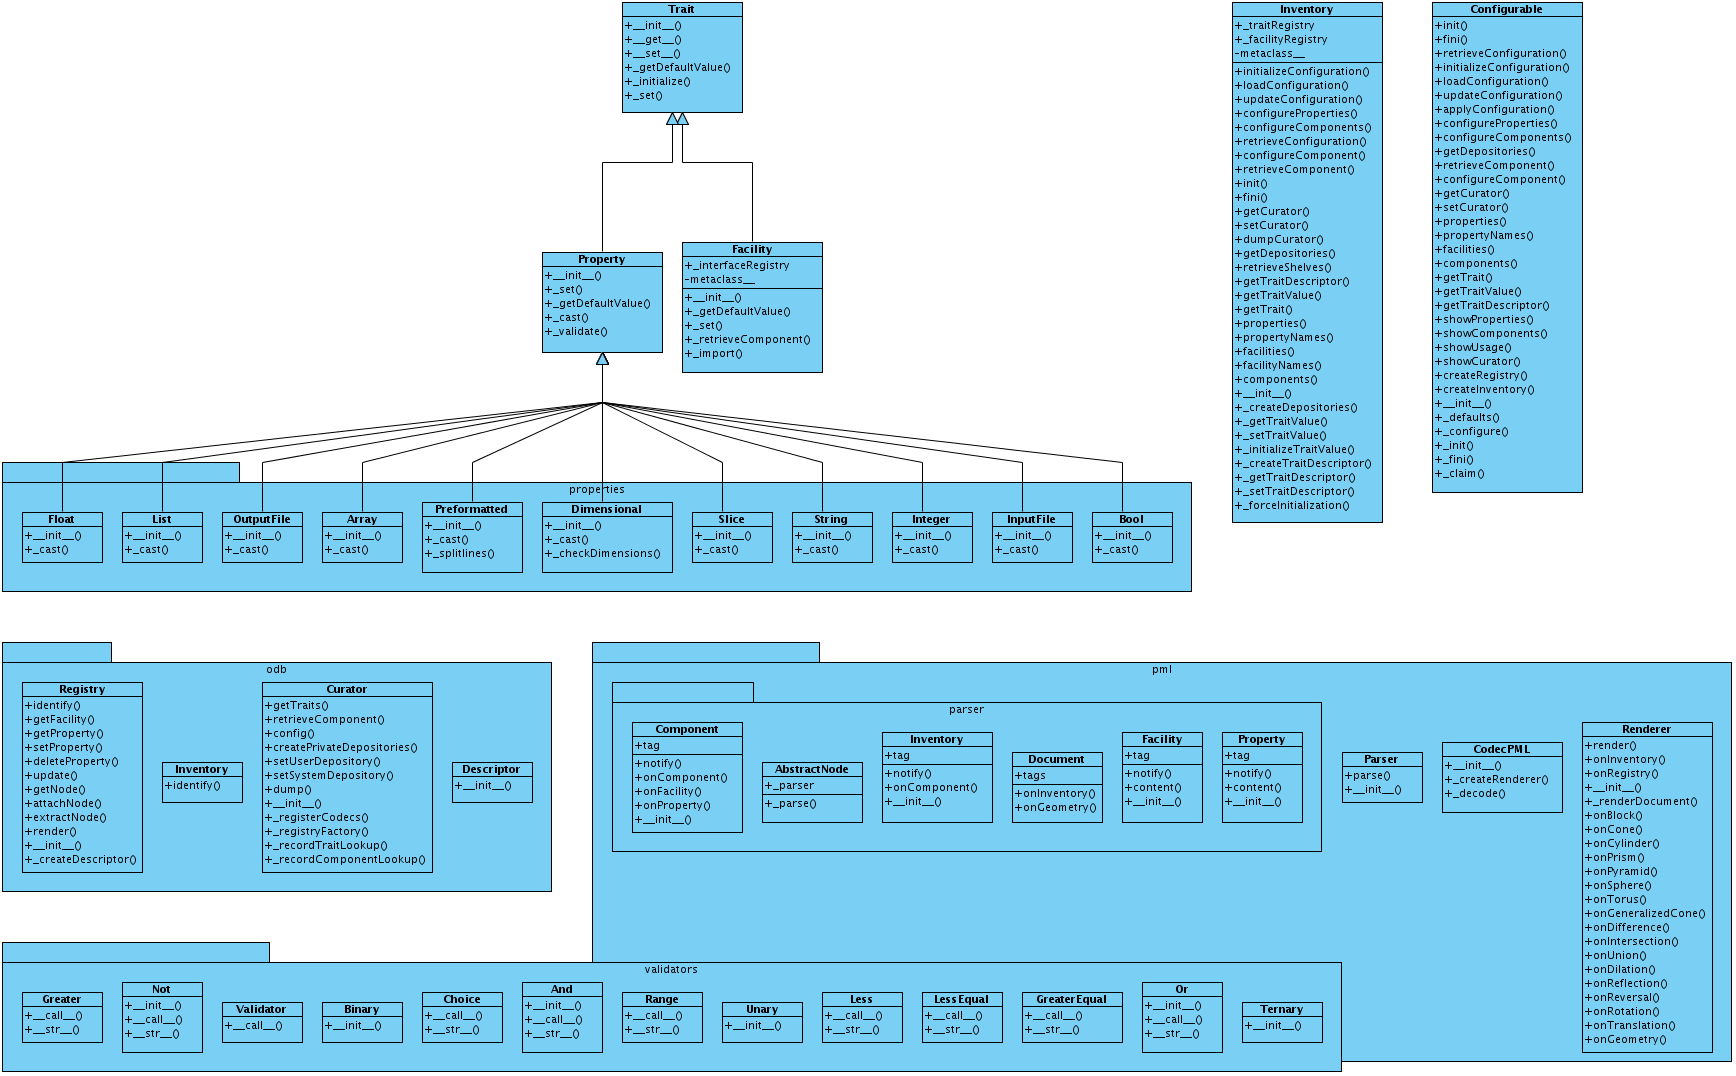 Trait
+__init__()
+__get__()
+__set__()
+_getDefaultValue()
+_initialize()
+_set()
Inventory
+_traitRegistry
+_facilityRegistry
-metaclass__
+initializeConfiguration()
+loadConfiguration()
+updateConfiguration()
+configureProperties()
+configureComponents()
+retrieveConfiguration()
+configureComponent()
+retrieveComponent()
+init()
+fini()
+getCurator()
+setCurator()
+dumpCurator()
+getDepositories()
+retrieveShelves()
+getTraitDescriptor()
+getTraitValue()
+getTrait()
+properties()
+propertyNames()
+facilities()
+facilityNames()
+components()
+__init__()
+_createDepositories()
+_getTraitValue()
+_setTraitValue()
+_initializeTraitValue()
+_createTraitDescriptor()
+_getTraitDescriptor()
+_setTraitDescriptor()
+_forceInitialization()
Configurable
+init()
+fini()
+retrieveConfiguration()
+initializeConfiguration()
+loadConfiguration()
+updateConfiguration()
+applyConfiguration()
+configureProperties()
+configureComponents()
+getDepositories()
+retrieveComponent()
+configureComponent()
+getCurator()
+setCurator()
+properties()
+propertyNames()
+facilities()
+components()
+getTrait()
+getTraitValue()
+getTraitDescriptor()
+showProperties()
+showComponents()
+showUsage()
+showCurator()
+createRegistry()
+createInventory()
+__init__()
+_defaults()
+_configure()
+_init()
+_fini()
+_claim()
Property
+__init__()
+_set()
+_getDefaultValue()
+_cast()
+_validate()
Facility
+_interfaceRegistry
-metaclass__
+__init__()
+_getDefaultValue()
+_set()
+_retrieveComponent()
+_import()
properties
Float
+__init__()
+_cast()
List
+__init__()
+_cast()
OutputFile
+__init__()
+_cast()
Array
+__init__()
+_cast()
Preformatted
+__init__()
+_cast()
+_splitlines()
Dimensional
+__init__()
+_cast()
+_checkDimensions()
Slice
+__init__()
+_cast()
String
+__init__()
+_cast()
Integer
+__init__()
+_cast()
InputFile
+__init__()
+_cast()
Bool
+__init__()
+_cast()
odb
Registry
+identify()
+getFacility()
+getProperty()
+setProperty()
+deleteProperty()
+update()
+getNode()
+attachNode()
+extractNode()
+render()
+__init__()
+_createDescriptor()
Inventory
+identify()
Curator
+getTraits()
+retrieveComponent()
+config()
+createPrivateDepositories()
+setUserDepository()
+setSystemDepository()
+dump()
+__init__()
+_registerCodecs()
+_registryFactory()
+_recordTraitLookup()
+_recordComponentLookup()
Descriptor
+__init__()
pml
parser
Component
+tag
+notify()
+onComponent()
+onFacility()
+onProperty()
+__init__()
AbstractNode
+_parser
+_parse()
Inventory
+tag
+notify()
+onComponent()
+__init__()
Document
+tags
+onInventory()
+onGeometry()
Facility
+tag
+notify()
+content()
+__init__()
Property
+tag
+notify()
+content()
+__init__()
Parser
+parse()
+__init__()
CodecPML
+__init__()
+_createRenderer()
+_decode()
Renderer
+render()
+onInventory()
+onRegistry()
+__init__()
+_renderDocument()
+onBlock()
+onCone()
+onCylinder()
+onPrism()
+onPyramid()
+onSphere()
+onTorus()
+onGeneralizedCone()
+onDifference()
+onIntersection()
+onUnion()
+onDilation()
+onReflection()
+onReversal()
+onRotation()
+onTranslation()
+onGeometry()
validators
Greater
+__call__()
+__str__()
Not
+__init__()
+__call__()
+__str__()
Validator
+__call__()
Binary
+__init__()
Choice
+__call__()
+__str__()
And
+__init__()
+__call__()
+__str__()
Range
+__call__()
+__str__()
Unary
+__init__()
Less
+__call__()
+__str__()
LessEqual
+__call__()
+__str__()
GreaterEqual
+__call__()
+__str__()
Or
+__init__()
+__call__()
+__str__()
Ternary
+__init__()